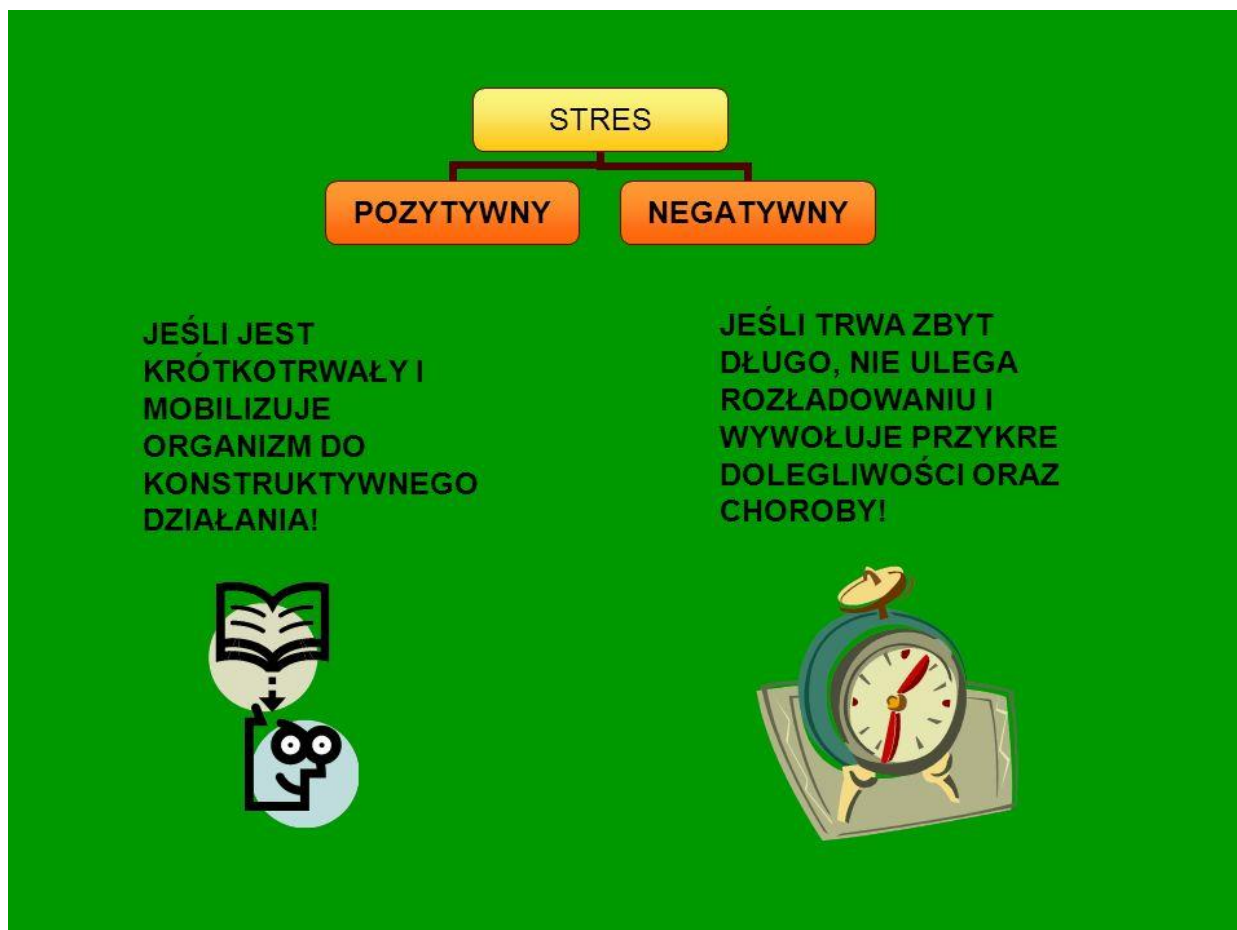 STRES
POZYTYWNY
NEGATYWNY
JEŚLI JEST
KRÓTKOTRWAŁY I
MOBILIZUJE
ORGANIZM DO
KONSTRUKTYWNEGO
DZIAŁANIA!
JEŚLI TRWA ZBYT
DŁUGO, NIE ULEGA
ROZŁADOWANIU I
WYWOŁUJE PRZYKRE
DOLEGLIWOŚCI ORAZ
CHOROBY!